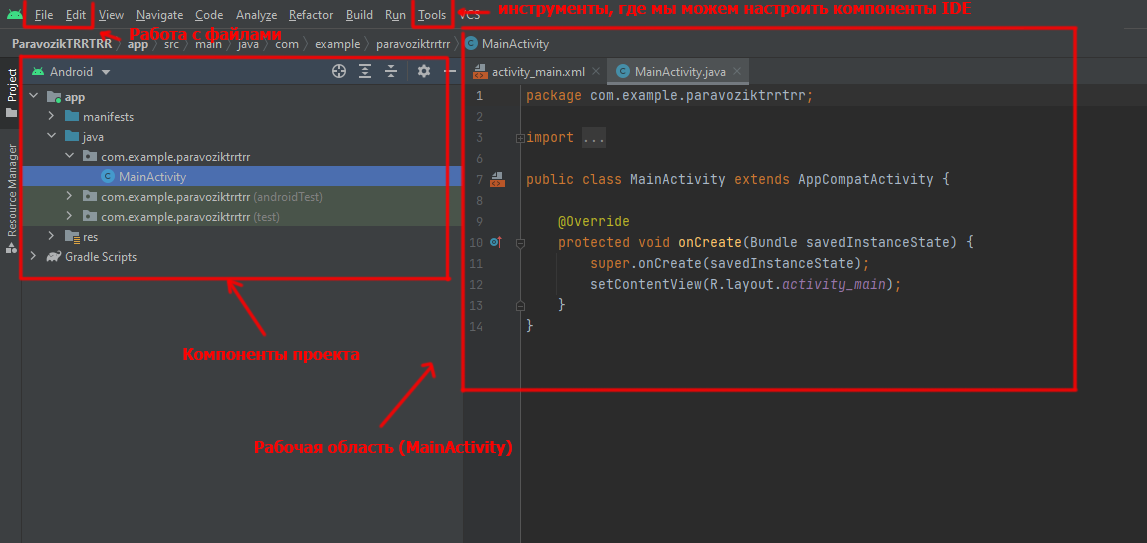 File Edit View Navigate Code Analyze Refactor Build Run Tools VCS
инструменты, где мы можем настроить компоненты IDE
Работа с файлами
ParavozikTRRTRR app src main java com example paravoziktrrtrr MainActivity
Project
Resource Manager
Android
app
manifests
java
com.example.paravoziktrrtrr
MainActivity
com.example.paravoziktrrtrr (androidTest)
com.example.paravoziktrrtrr (test)
res
Gradle Scripts
Компоненты проекта
Рабочая область (MainActivity)
activity_main.xml MainActivity.java
1 package com.example.paravoziktrrtrr;
2
3 import ...
6
7 public class MainActivity extends AppCompatActivity {
8
9 @Override
10 protected void onCreate(Bundle savedInstanceState) {
11 super.onCreate(savedInstanceState);
12 setContentView(R.layout.activity_main);
13 }
14 }